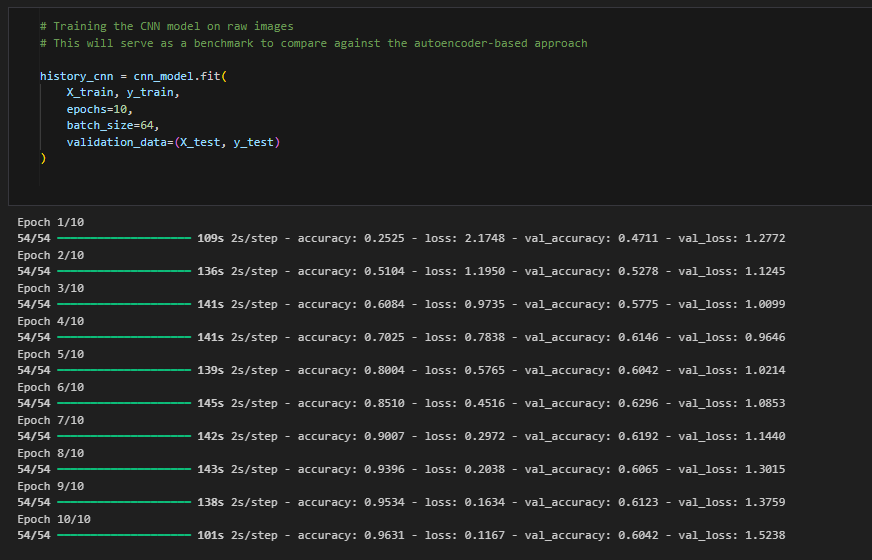 # Training the CNN model on raw images
# This will serve as a benchmark to compare against the autoencoder-based approach
history_cnn = cnn_model.fit(
X_train, y_train,
epochs=10,
batch_size=64,
validation_data=(X_test, y_test)
)
Epoch 1/10
54/54 109s 2s/step - accuracy: 0.2525 - loss: 2.1748 - val_accuracy: 0.4711 - val_loss: 1.2772
Epoch 2/10
54/54 136s 2s/step - accuracy: 0.5104 - loss: 1.1950 - val_accuracy: 0.5278 - val_loss: 1.1245
Epoch 3/10
54/54 141s 2s/step - accuracy: 0.6084 - loss: 0.9735 - val_accuracy: 0.5775 - val_loss: 1.0099
Epoch 4/10
54/54 141s 2s/step - accuracy: 0.7025 - loss: 0.7838 - val_accuracy: 0.6146 - val_loss: 0.9646
Epoch 5/10
54/54 139s 2s/step - accuracy: 0.8004 - loss: 0.5765 - val_accuracy: 0.6042 - val_loss: 1.0214
Epoch 6/10
54/54 145s 2s/step - accuracy: 0.8510 - loss: 0.4516 - val_accuracy: 0.6296 - val_loss: 1.0853
Epoch 7/10
54/54 142s 2s/step - accuracy: 0.9007 - loss: 0.2972 - val_accuracy: 0.6192 - val_loss: 1.1440
Epoch 8/10
54/54 143s 2s/step - accuracy: 0.9396 - loss: 0.2038 - val_accuracy: 0.6065 - val_loss: 1.3015
Epoch 9/10
54/54 138s 2s/step - accuracy: 0.9534 - loss: 0.1634 - val_accuracy: 0.6123 - val_loss: 1.3759
Epoch 10/10
54/54 101s 2s/step - accuracy: 0.9631 - loss: 0.1167 - val_accuracy: 0.6042 - val_loss: 1.5238